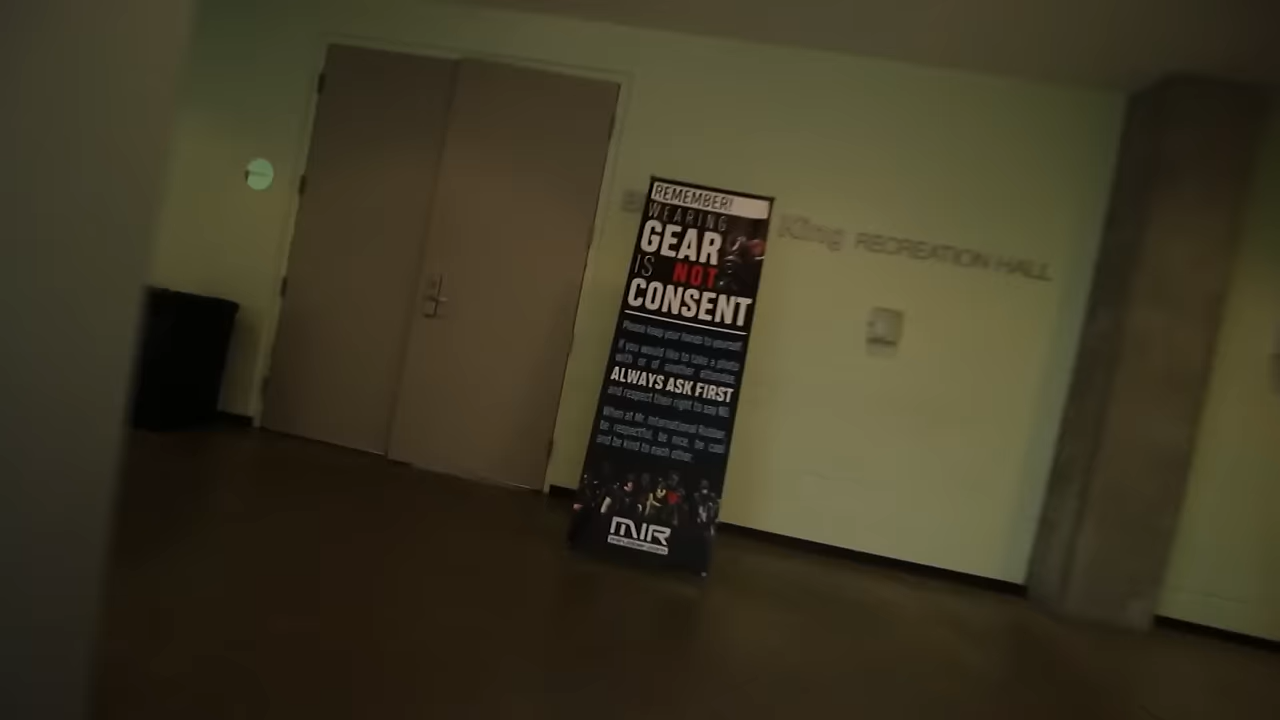 REMEMBER!
WEARING
GEAR
IS NOT
CONSENT
Please keep your hands to yourself.
If you would like to take a photo
with or of another attendee,
ALWAYS ASK FIRST
and respect their right to say NO.
When at Mr. International Rubber,
be respectful, be nice, be cool
and be kind to each other.
MIR
King RECREATION HALL